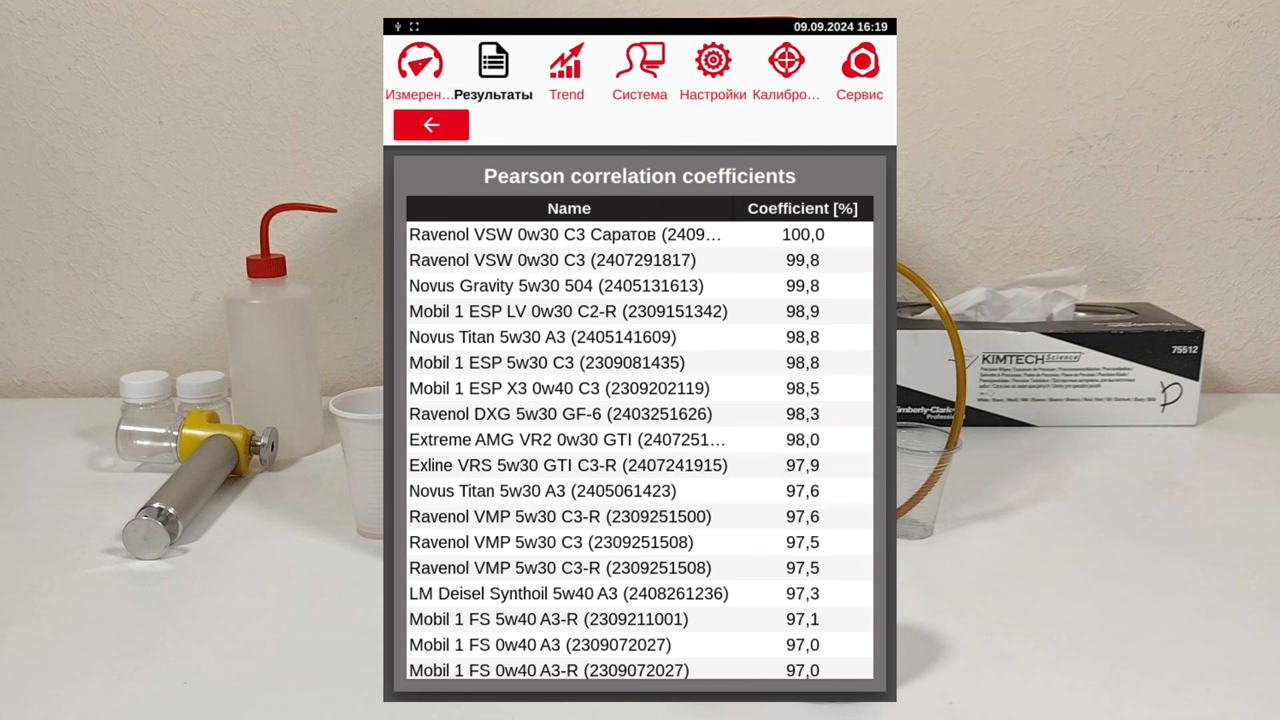 09.09.2024 16:19
Измерен… Результаты Trend Система Настройки Калибро… Сервис
Pearson correlation coefficients
Name Coefficient [%]
Ravenol VSW 0w30 C3 Саратов (2409… 100,0
Ravenol VSW 0w30 C3 (2407291817) 99,8
Novus Gravity 5w30 504 (2405131613) 99,8
Mobil 1 ESP LV 0w30 C2-R (2309151342) 98,9
Novus Titan 5w30 A3 (2405141609) 98,8
Mobil 1 ESP 5w30 C3 (2309081435) 98,8
Mobil 1 ESP X3 0w40 C3 (2309202119) 98,5
Ravenol DXG 5w30 GF-6 (2403251626) 98,3
Extreme AMG VR2 0w30 GTI (2407251… 98,0
Exline VRS 5w30 GTI C3-R (2407241915) 97,9
Novus Titan 5w30 A3 (2405061423) 97,6
Ravenol VMP 5w30 C3-R (2309251500) 97,6
Ravenol VMP 5w30 C3 (2309251508) 97,5
Ravenol VMP 5w30 C3-R (2309251508) 97,5
LM Deisel Synthoil 5w40 A3 (2408261236) 97,3
Mobil 1 FS 5w40 A3-R (2309211001) 97,1
Mobil 1 FS 0w40 A3 (2309072027) 97,0
Mobil 1 FS 0w40 A3-R (2309072027) 97,0
KIMTECH Science
75512
Kimberly-Clark
Professional